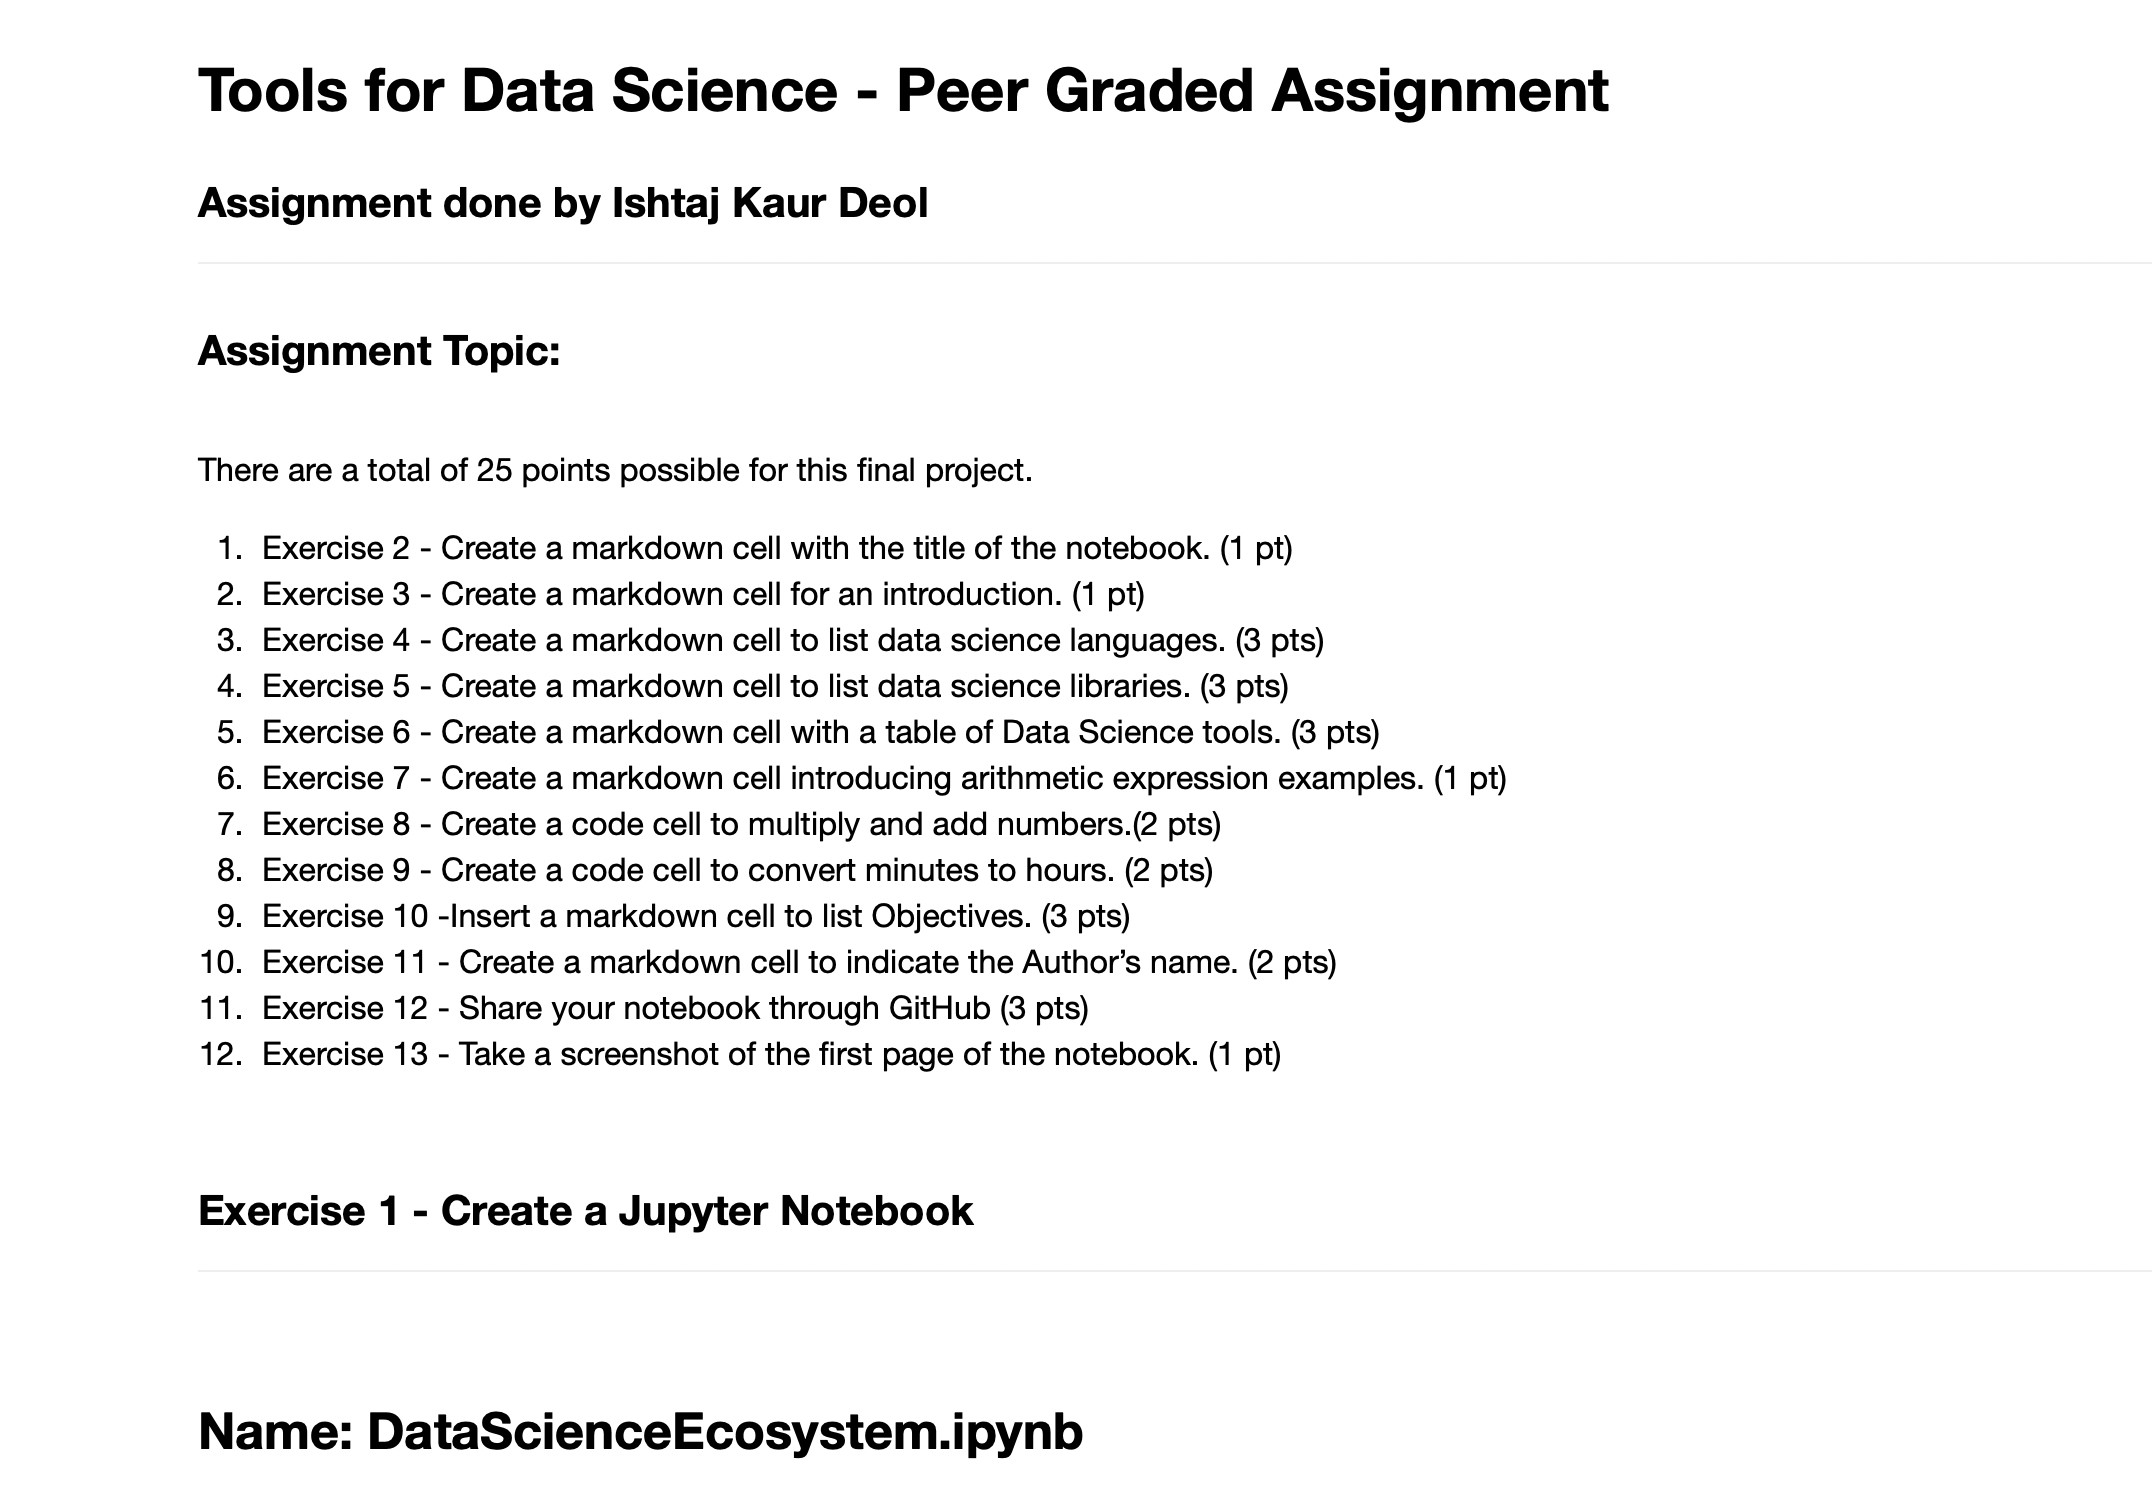 Tools for Data Science - Peer Graded Assignment
Assignment done by Ishtaj Kaur Deol
Assignment Topic:
There are a total of 25 points possible for this final project.
1. Exercise 2 - Create a markdown cell with the title of the notebook. (1 pt)
2. Exercise 3 - Create a markdown cell for an introduction. (1 pt)
3. Exercise 4 - Create a markdown cell to list data science languages. (3 pts)
4. Exercise 5 - Create a markdown cell to list data science libraries. (3 pts)
5. Exercise 6 - Create a markdown cell with a table of Data Science tools. (3 pts)
6. Exercise 7 - Create a markdown cell introducing arithmetic expression examples. (1 pt)
7. Exercise 8 - Create a code cell to multiply and add numbers.(2 pts)
8. Exercise 9 - Create a code cell to convert minutes to hours. (2 pts)
9. Exercise 10 -Insert a markdown cell to list Objectives. (3 pts)
10. Exercise 11 - Create a markdown cell to indicate the Author’s name. (2 pts)
11. Exercise 12 - Share your notebook through GitHub (3 pts)
12. Exercise 13 - Take a screenshot of the first page of the notebook. (1 pt)
Exercise 1 - Create a Jupyter Notebook
Name: DataScienceEcosystem.ipynb